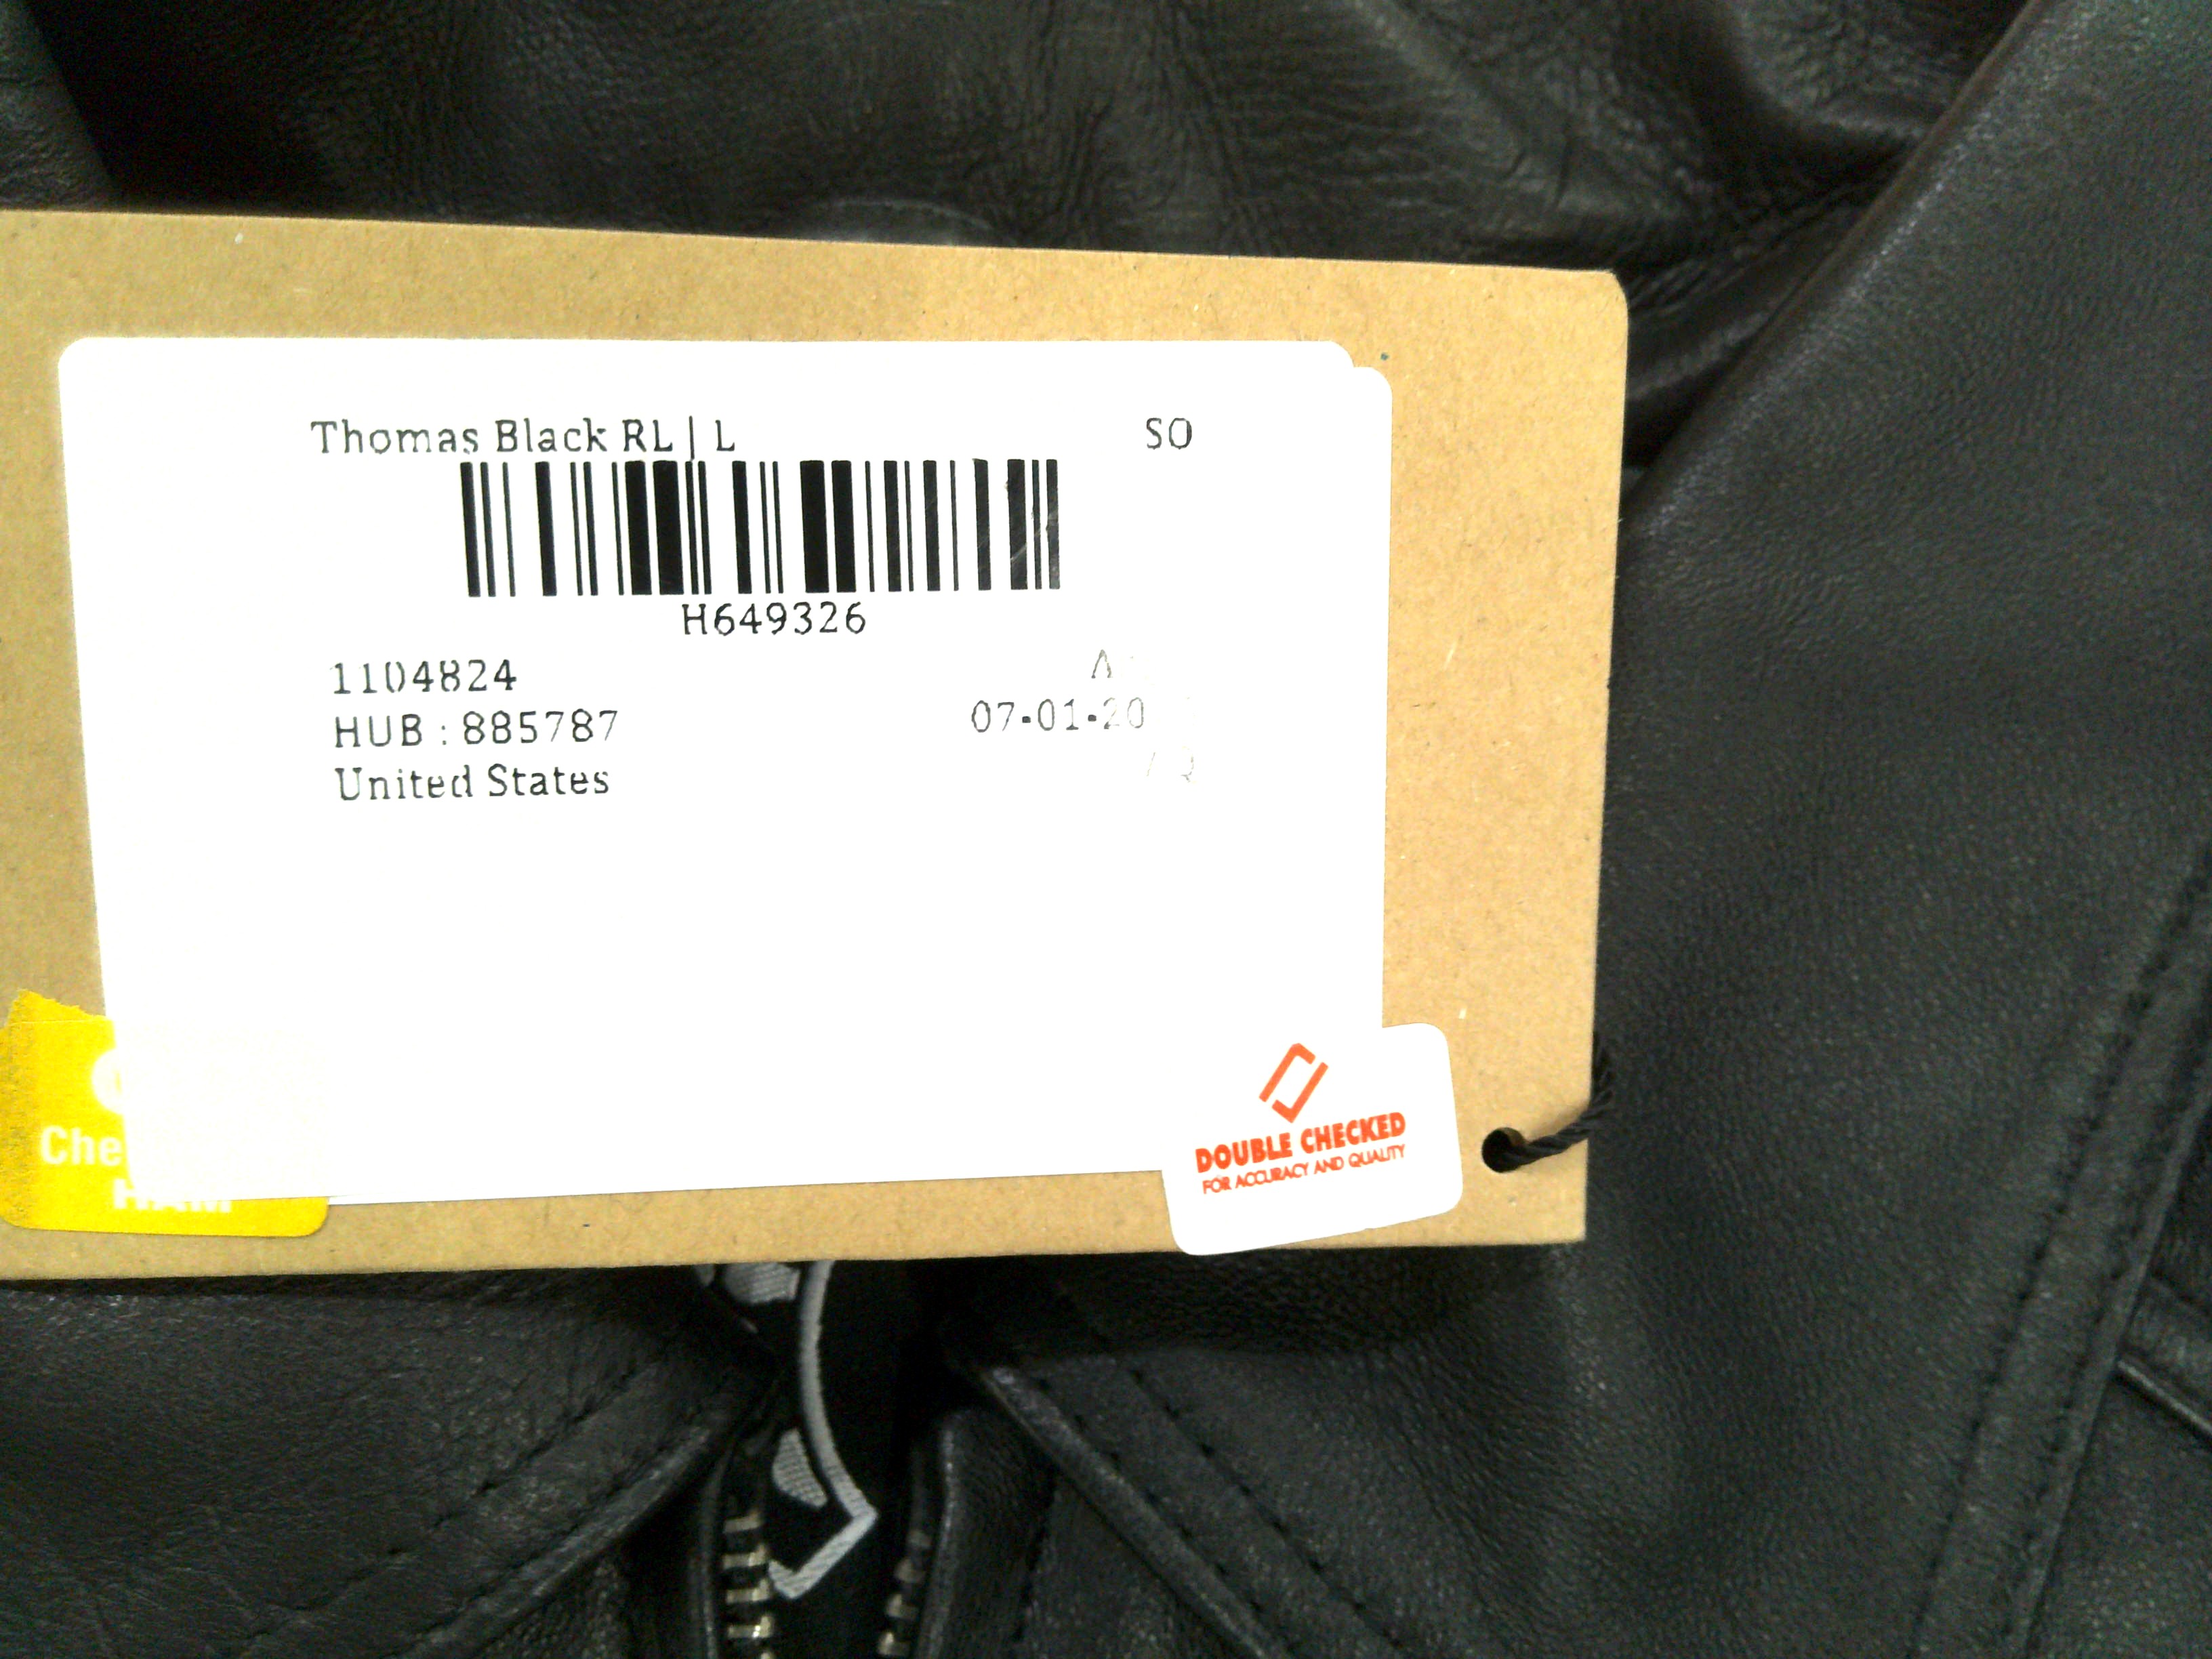 Thomas Black RL | L SO
H649326
1104824
HUB : 885787 07-01-20
United States
DOUBLE CHECKED
FOR ACCURACY AND QUALITY